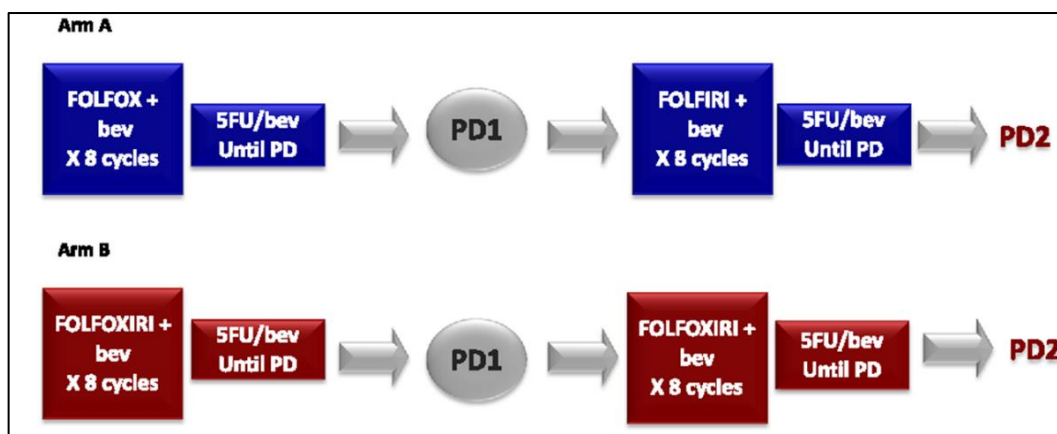 Arm A
FOLFOX +
bev
X 8 cycles
5FU/bev
Until PD
PD1
FOLFIRI +
bev
X 8 cycles
5FU/bev
Until PD
PD2
Arm B
FOLFOXIRI +
bev
X 8 cycles
5FU/bev
Until PD
PD1
FOLFOXIRI +
bev
X 8 cycles
5FU/bev
Until PD
PD2